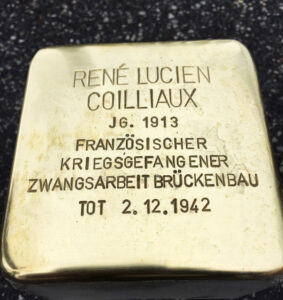 RENÉ LUCIEN
COILLIAUX
JG. 1913
FRANZÖSISCHER
KRIEGSGEFANGENER
ZWANGSARBEIT BRÜCKENBAU
TOT 2.12.1942